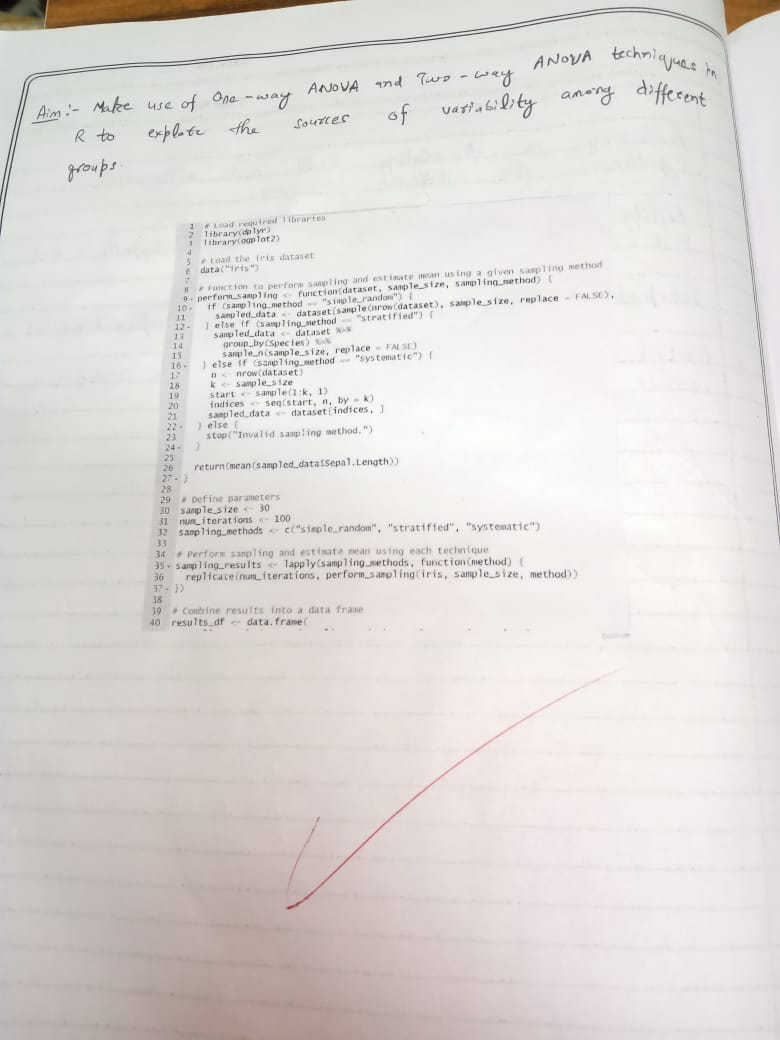 Aim :- Make use of One-way ANOVA and Two-way ANOVA techniques in
R to explore the sources of variability among different
groups.
1 # Load required libraries
2 library(dplyr)
3 library(ggplot2)
4
5 # Load the iris dataset
6 data("iris")
7
8 # Function to perform sampling and estimate mean using a given sampling method
9 - perform_sampling <- function(dataset, sample_size, sampling_method) {
10 - if (sampling_method == "simple_random") {
11 sampled_data <- dataset[sample(nrow(dataset), sample_size, replace = FALSE),
12 - } else if (sampling_method == "stratified") {
13 sampled_data <- dataset %>%
14 group_by(Species) %>%
15 sample_n(sample_size, replace = FALSE)
16 - } else if (sampling_method == "systematic") {
17 n <- nrow(dataset)
18 k <- sample_size
19 start <- sample(1:k, 1)
20 indices <- seq(start, n, by = k)
21 sampled_data <- dataset[indices, ]
22 - } else {
23 stop("Invalid sampling method.")
24 - }
25
26 return(mean(sampled_data$Sepal.Length))
27 - }
28
29 # Define parameters
30 sample_size <- 30
31 num_iterations <- 100
32 sampling_methods <- c("simple_random", "stratified", "systematic")
33
34 # Perform sampling and estimate mean using each technique
35 - sampling_results <- lapply(sampling_methods, function(method) {
36 replicate(num_iterations, perform_sampling(iris, sample_size, method))
37 - })
38
39 # Combine results into a data frame
40 results_df <- data.frame(